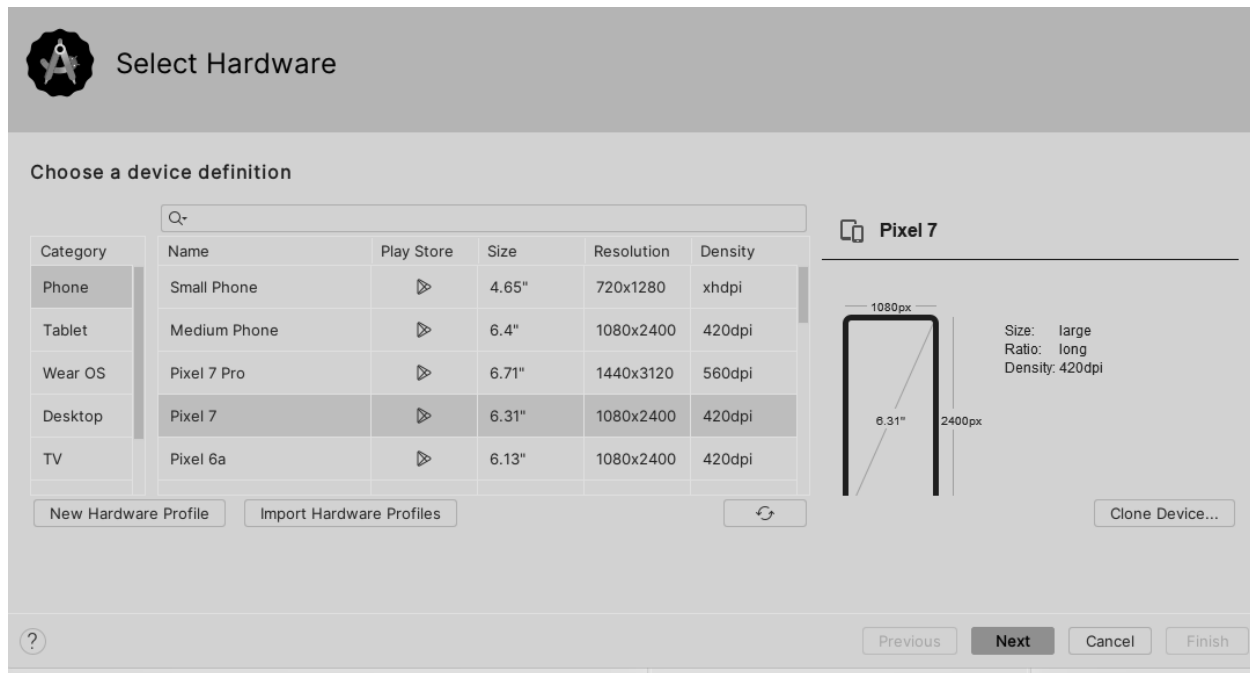 Select Hardware
Choose a device definition
Category Name Play Store Size Resolution Density
Phone Small Phone 4.65" 720x1280 xhdpi
Tablet Medium Phone 6.4" 1080x2400 420dpi
Wear OS Pixel 7 Pro 6.71" 1440x3120 560dpi
Desktop Pixel 7 6.31" 1080x2400 420dpi
TV Pixel 6a 6.13" 1080x2400 420dpi
New Hardware Profile Import Hardware Profiles
Pixel 7
1080px
Size: large
Ratio: long
Density: 420dpi
6.31" 2400px
Clone Device...
? Previous Next Cancel Finish